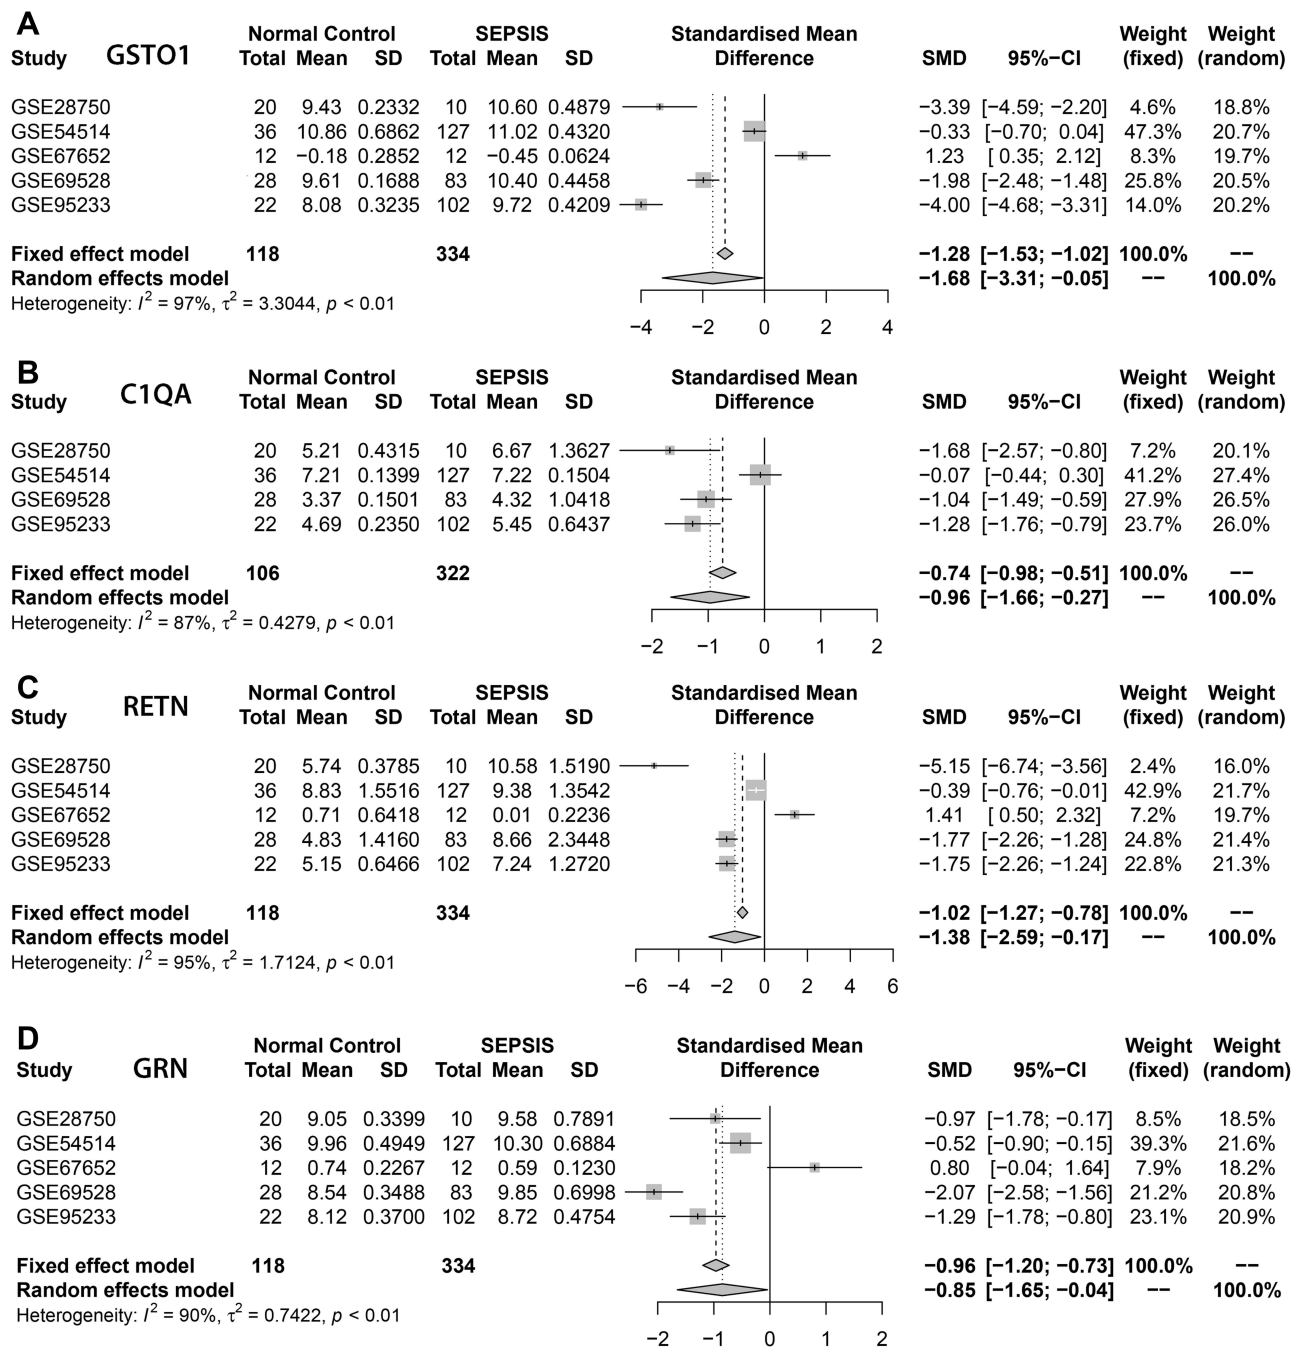 A
Normal Control SEPSIS Standardised Mean Weight Weight
Study GSTO1 Total Mean SD Total Mean SD Difference SMD 95%−CI (fixed) (random)
GSE28750 20 9.43 0.2332 10 10.60 0.4879 −3.39 [−4.59; −2.20] 4.6% 18.8%
GSE54514 36 10.86 0.6862 127 11.02 0.4320 −0.33 [−0.70; 0.04] 47.3% 20.7%
GSE67652 12 −0.18 0.2852 12 −0.45 0.0624 1.23 [ 0.35; 2.12] 8.3% 19.7%
GSE69528 28 9.61 0.1688 83 10.40 0.4458 −1.98 [−2.48; −1.48] 25.8% 20.5%
GSE95233 22 8.08 0.3235 102 9.72 0.4209 −4.00 [−4.68; −3.31] 14.0% 20.2%
Fixed effect model 118 334 −1.28 [−1.53; −1.02] 100.0% −−
Random effects model −1.68 [−3.31; −0.05] −− 100.0%
Heterogeneity: I² = 97%, τ² = 3.3044, p < 0.01
−4 −2 0 2 4
B
Normal Control SEPSIS Standardised Mean Weight Weight
Study C1QA Total Mean SD Total Mean SD Difference SMD 95%−CI (fixed) (random)
GSE28750 20 5.21 0.4315 10 6.67 1.3627 −1.68 [−2.57; −0.80] 7.2% 20.1%
GSE54514 36 7.21 0.1399 127 7.22 0.1504 −0.07 [−0.44; 0.30] 41.2% 27.4%
GSE69528 28 3.37 0.1501 83 4.32 1.0418 −1.04 [−1.49; −0.59] 27.9% 26.5%
GSE95233 22 4.69 0.2350 102 5.45 0.6437 −1.28 [−1.76; −0.79] 23.7% 26.0%
Fixed effect model 106 322 −0.74 [−0.98; −0.51] 100.0% −−
Random effects model −0.96 [−1.66; −0.27] −− 100.0%
Heterogeneity: I² = 87%, τ² = 0.4279, p < 0.01
−2 −1 0 1 2
C
Normal Control SEPSIS Standardised Mean Weight Weight
Study RETN Total Mean SD Total Mean SD Difference SMD 95%−CI (fixed) (random)
GSE28750 20 5.74 0.3785 10 10.58 1.5190 −5.15 [−6.74; −3.56] 2.4% 16.0%
GSE54514 36 8.83 1.5516 127 9.38 1.3542 −0.39 [−0.76; −0.01] 42.9% 21.7%
GSE67652 12 0.71 0.6418 12 0.01 0.2236 1.41 [ 0.50; 2.32] 7.2% 19.7%
GSE69528 28 4.83 1.4160 83 8.66 2.3448 −1.77 [−2.26; −1.28] 24.8% 21.4%
GSE95233 22 5.15 0.6466 102 7.24 1.2720 −1.75 [−2.26; −1.24] 22.8% 21.3%
Fixed effect model 118 334 −1.02 [−1.27; −0.78] 100.0% −−
Random effects model −1.38 [−2.59; −0.17] −− 100.0%
Heterogeneity: I² = 95%, τ² = 1.7124, p < 0.01
−6 −4 −2 0 2 4 6
D
Normal Control SEPSIS Standardised Mean Weight Weight
Study GRN Total Mean SD Total Mean SD Difference SMD 95%−CI (fixed) (random)
GSE28750 20 9.05 0.3399 10 9.58 0.7891 −0.97 [−1.78; −0.17] 8.5% 18.5%
GSE54514 36 9.96 0.4949 127 10.30 0.6884 −0.52 [−0.90; −0.15] 39.3% 21.6%
GSE67652 12 0.74 0.2267 12 0.59 0.1230 0.80 [−0.04; 1.64] 7.9% 18.2%
GSE69528 28 8.54 0.3488 83 9.85 0.6998 −2.07 [−2.58; −1.56] 21.2% 20.8%
GSE95233 22 8.12 0.3700 102 8.72 0.4754 −1.29 [−1.78; −0.80] 23.1% 20.9%
Fixed effect model 118 334 −0.96 [−1.20; −0.73] 100.0% −−
Random effects model −0.85 [−1.65; −0.04] −− 100.0%
Heterogeneity: I² = 90%, τ² = 0.7422, p < 0.01
−2 −1 0 1 2